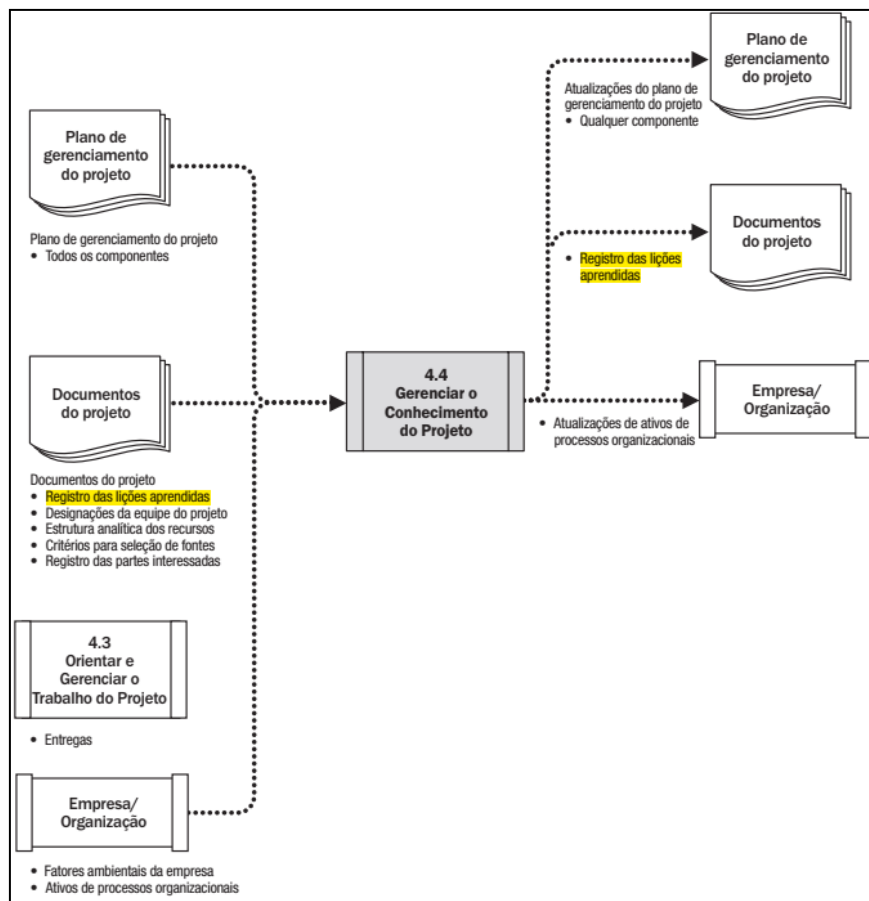 Plano de
gerenciamento
do projeto
Plano de gerenciamento do projeto
• Todos os componentes
Documentos
do projeto
Documentos do projeto
• Registro das lições aprendidas
• Designações da equipe do projeto
• Estrutura analítica dos recursos
• Critérios para seleção de fontes
• Registro das partes interessadas
4.3
Orientar e
Gerenciar o
Trabalho do Projeto
• Entregas
Empresa/
Organização
• Fatores ambientais da empresa
• Ativos de processos organizacionais
4.4
Gerenciar o
Conhecimento
do Projeto
Plano de
gerenciamento
do projeto
Atualizações do plano de
gerenciamento do projeto
• Qualquer componente
Documentos
do projeto
• Registro das lições
aprendidas
Empresa/
Organização
• Atualizações de ativos de
processos organizacionais